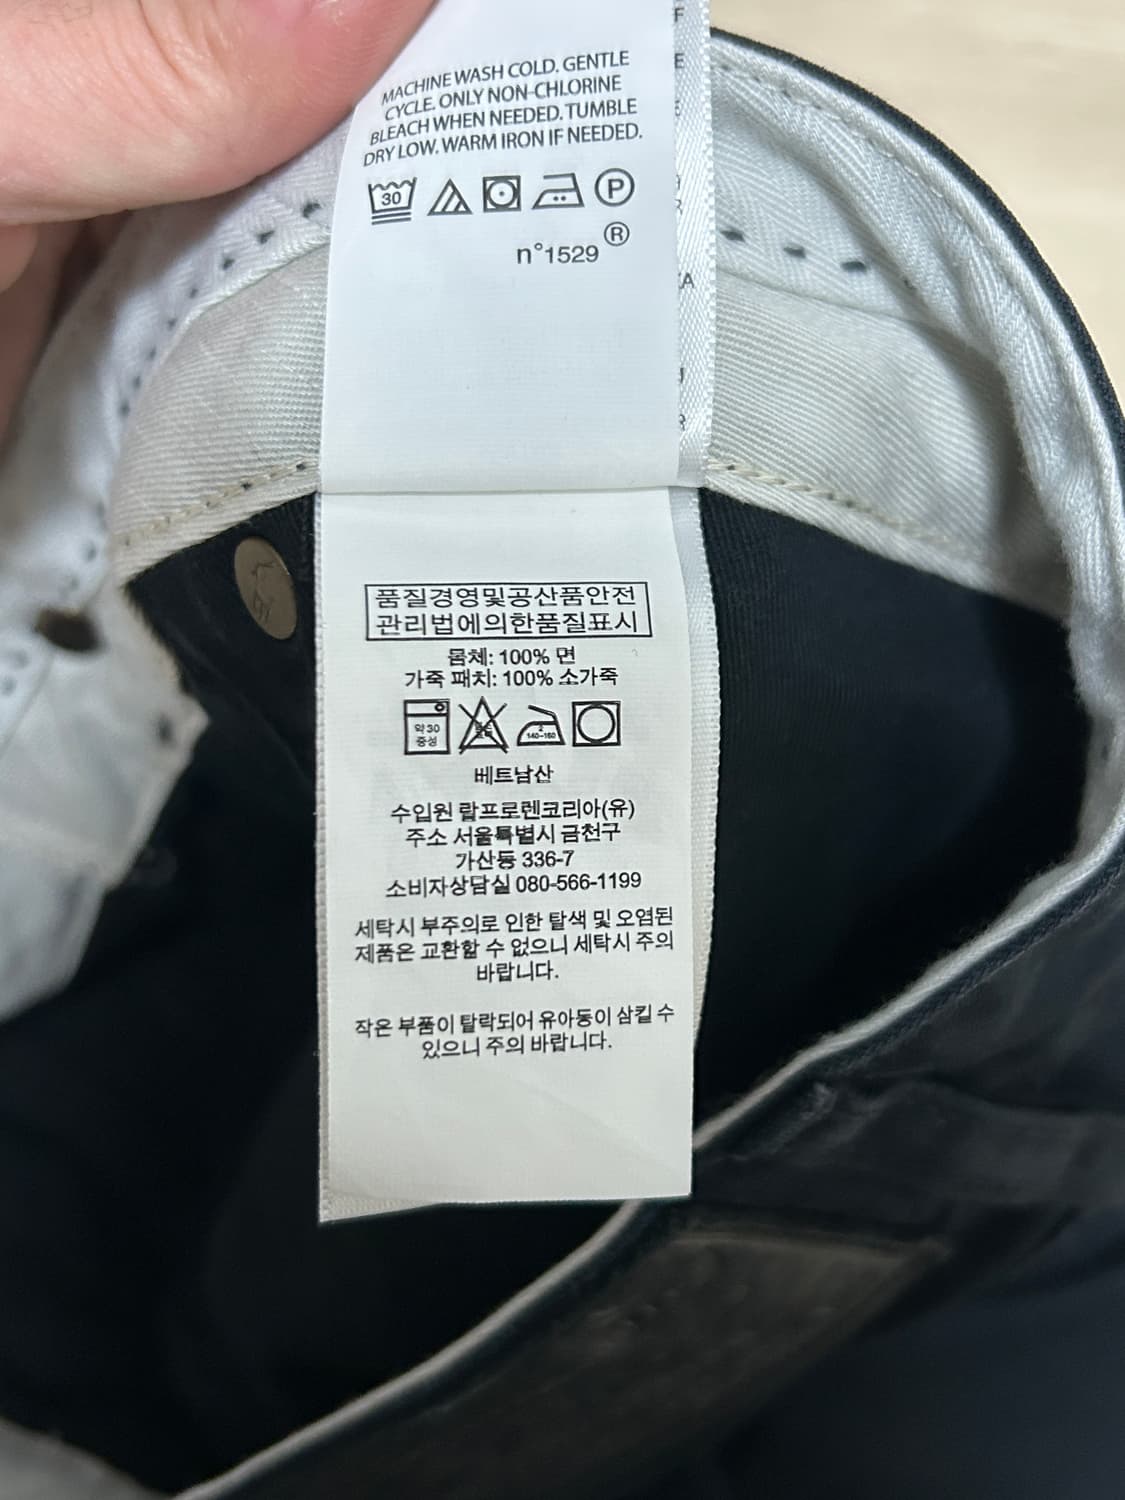 MACHINE WASH COLD. GENTLE
CYCLE. ONLY NON-CHLORINE
BLEACH WHEN NEEDED. TUMBLE
DRY LOW. WARM IRON IF NEEDED.
30 P
n°1529 ®
품질경영및공산품안전
관리법에의한품질표시
몸체: 100% 면
가죽 패치: 100% 소가죽
약30
중성
2
140~160
베트남산
수입원 랄프로렌코리아(유)
주소 서울특별시 금천구
가산동 336-7
소비자상담실 080-566-1199
세탁시 부주의로 인한 탈색 및 오염된
제품은 교환할 수 없으니 세탁시 주의
바랍니다.
작은 부품이 탈락되어 유아동이 삼킬 수
있으니 주의 바랍니다.